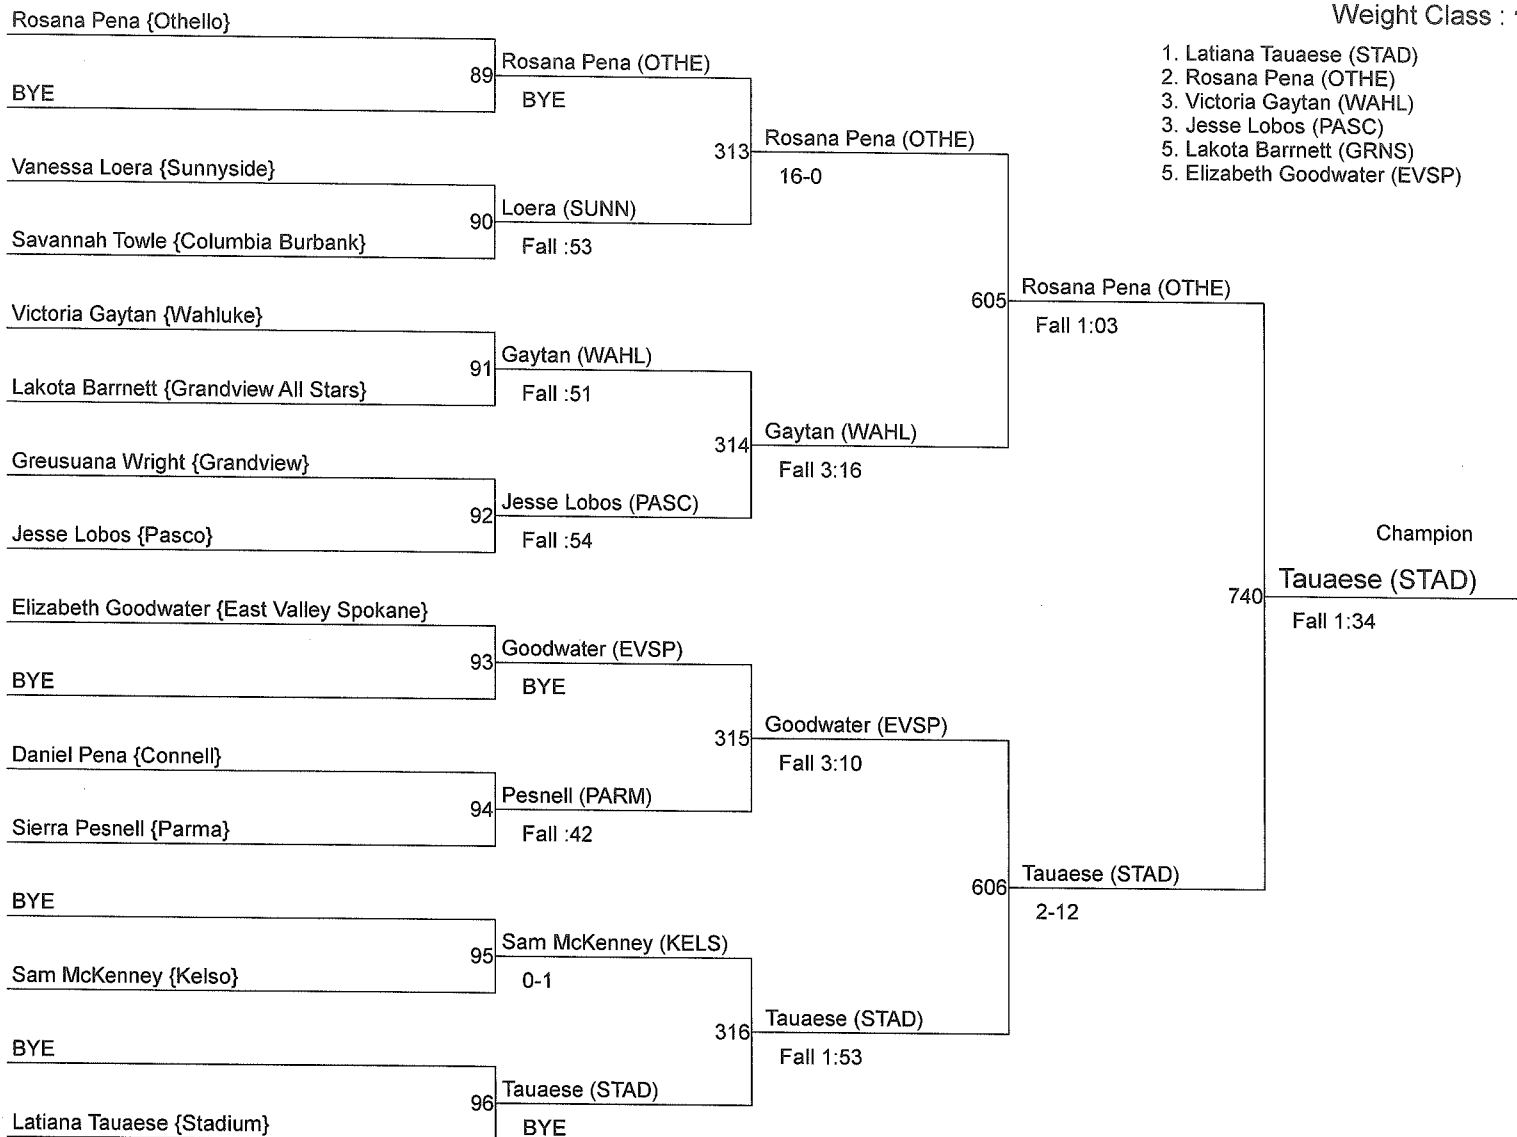 Weight Class :
1. Latiana Tauaese (STAD)
2. Rosana Pena (OTHE)
3. Victoria Gaytan (WAHL)
3. Jesse Lobos (PASC)
5. Lakota Barrnett (GRNS)
5. Elizabeth Goodwater (EVSP)
Rosana Pena {Othello}
BYE
Vanessa Loera {Sunnyside}
Savannah Towle {Columbia Burbank}
Victoria Gaytan {Wahluke}
Lakota Barrnett {Grandview All Stars}
Greusuana Wright {Grandview}
Jesse Lobos {Pasco}
Elizabeth Goodwater {East Valley Spokane}
BYE
Daniel Pena {Connell}
Sierra Pesnell {Parma}
BYE
Sam McKenney {Kelso}
BYE
Latiana Tauaese {Stadium}
89
Rosana Pena (OTHE)
BYE
90
Loera (SUNN)
Fall :53
91
Gaytan (WAHL)
Fall :51
92
Jesse Lobos (PASC)
Fall :54
93
Goodwater (EVSP)
BYE
94
Pesnell (PARM)
Fall :42
95
Sam McKenney (KELS)
0-1
96
Tauaese (STAD)
BYE
313
Rosana Pena (OTHE)
16-0
314
Gaytan (WAHL)
Fall 3:16
315
Goodwater (EVSP)
Fall 3:10
316
Tauaese (STAD)
Fall 1:53
605
Rosana Pena (OTHE)
Fall 1:03
606
Tauaese (STAD)
2-12
Champion
740
Tauaese (STAD)
Fall 1:34